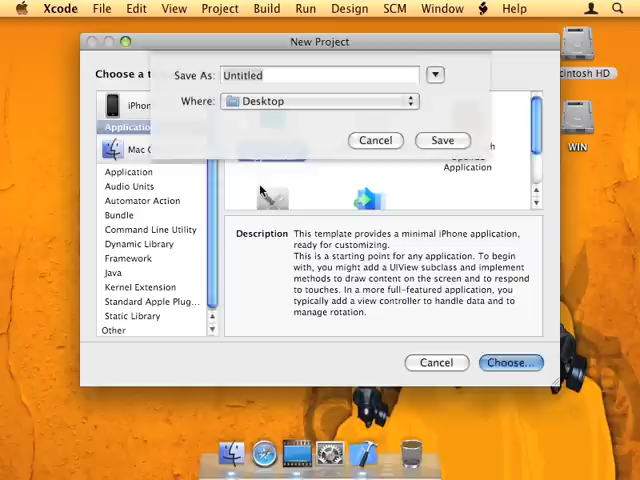 Xcode File Edit View Project Build Run Design SCM Window Help
New Project
Choose a t
Save As: Untitled
Where: Desktop
Cancel Save
iPhon
Application
Mac O
Application
Audio Units
Automator Action
Bundle
Command Line Utility
Dynamic Library
Framework
Java
Kernel Extension
Standard Apple Plug...
Static Library
Other
Application
Description This template provides a minimal iPhone application,
ready for customizing.
This is a starting point for any application. To begin
with, you might add a UIView subclass and implement
methods to draw content on the screen and to respond
to touches. In a more full-featured application, you
typically add a view controller to handle data and to
manage rotation.
Cancel Choose...
cintosh HD
WIN